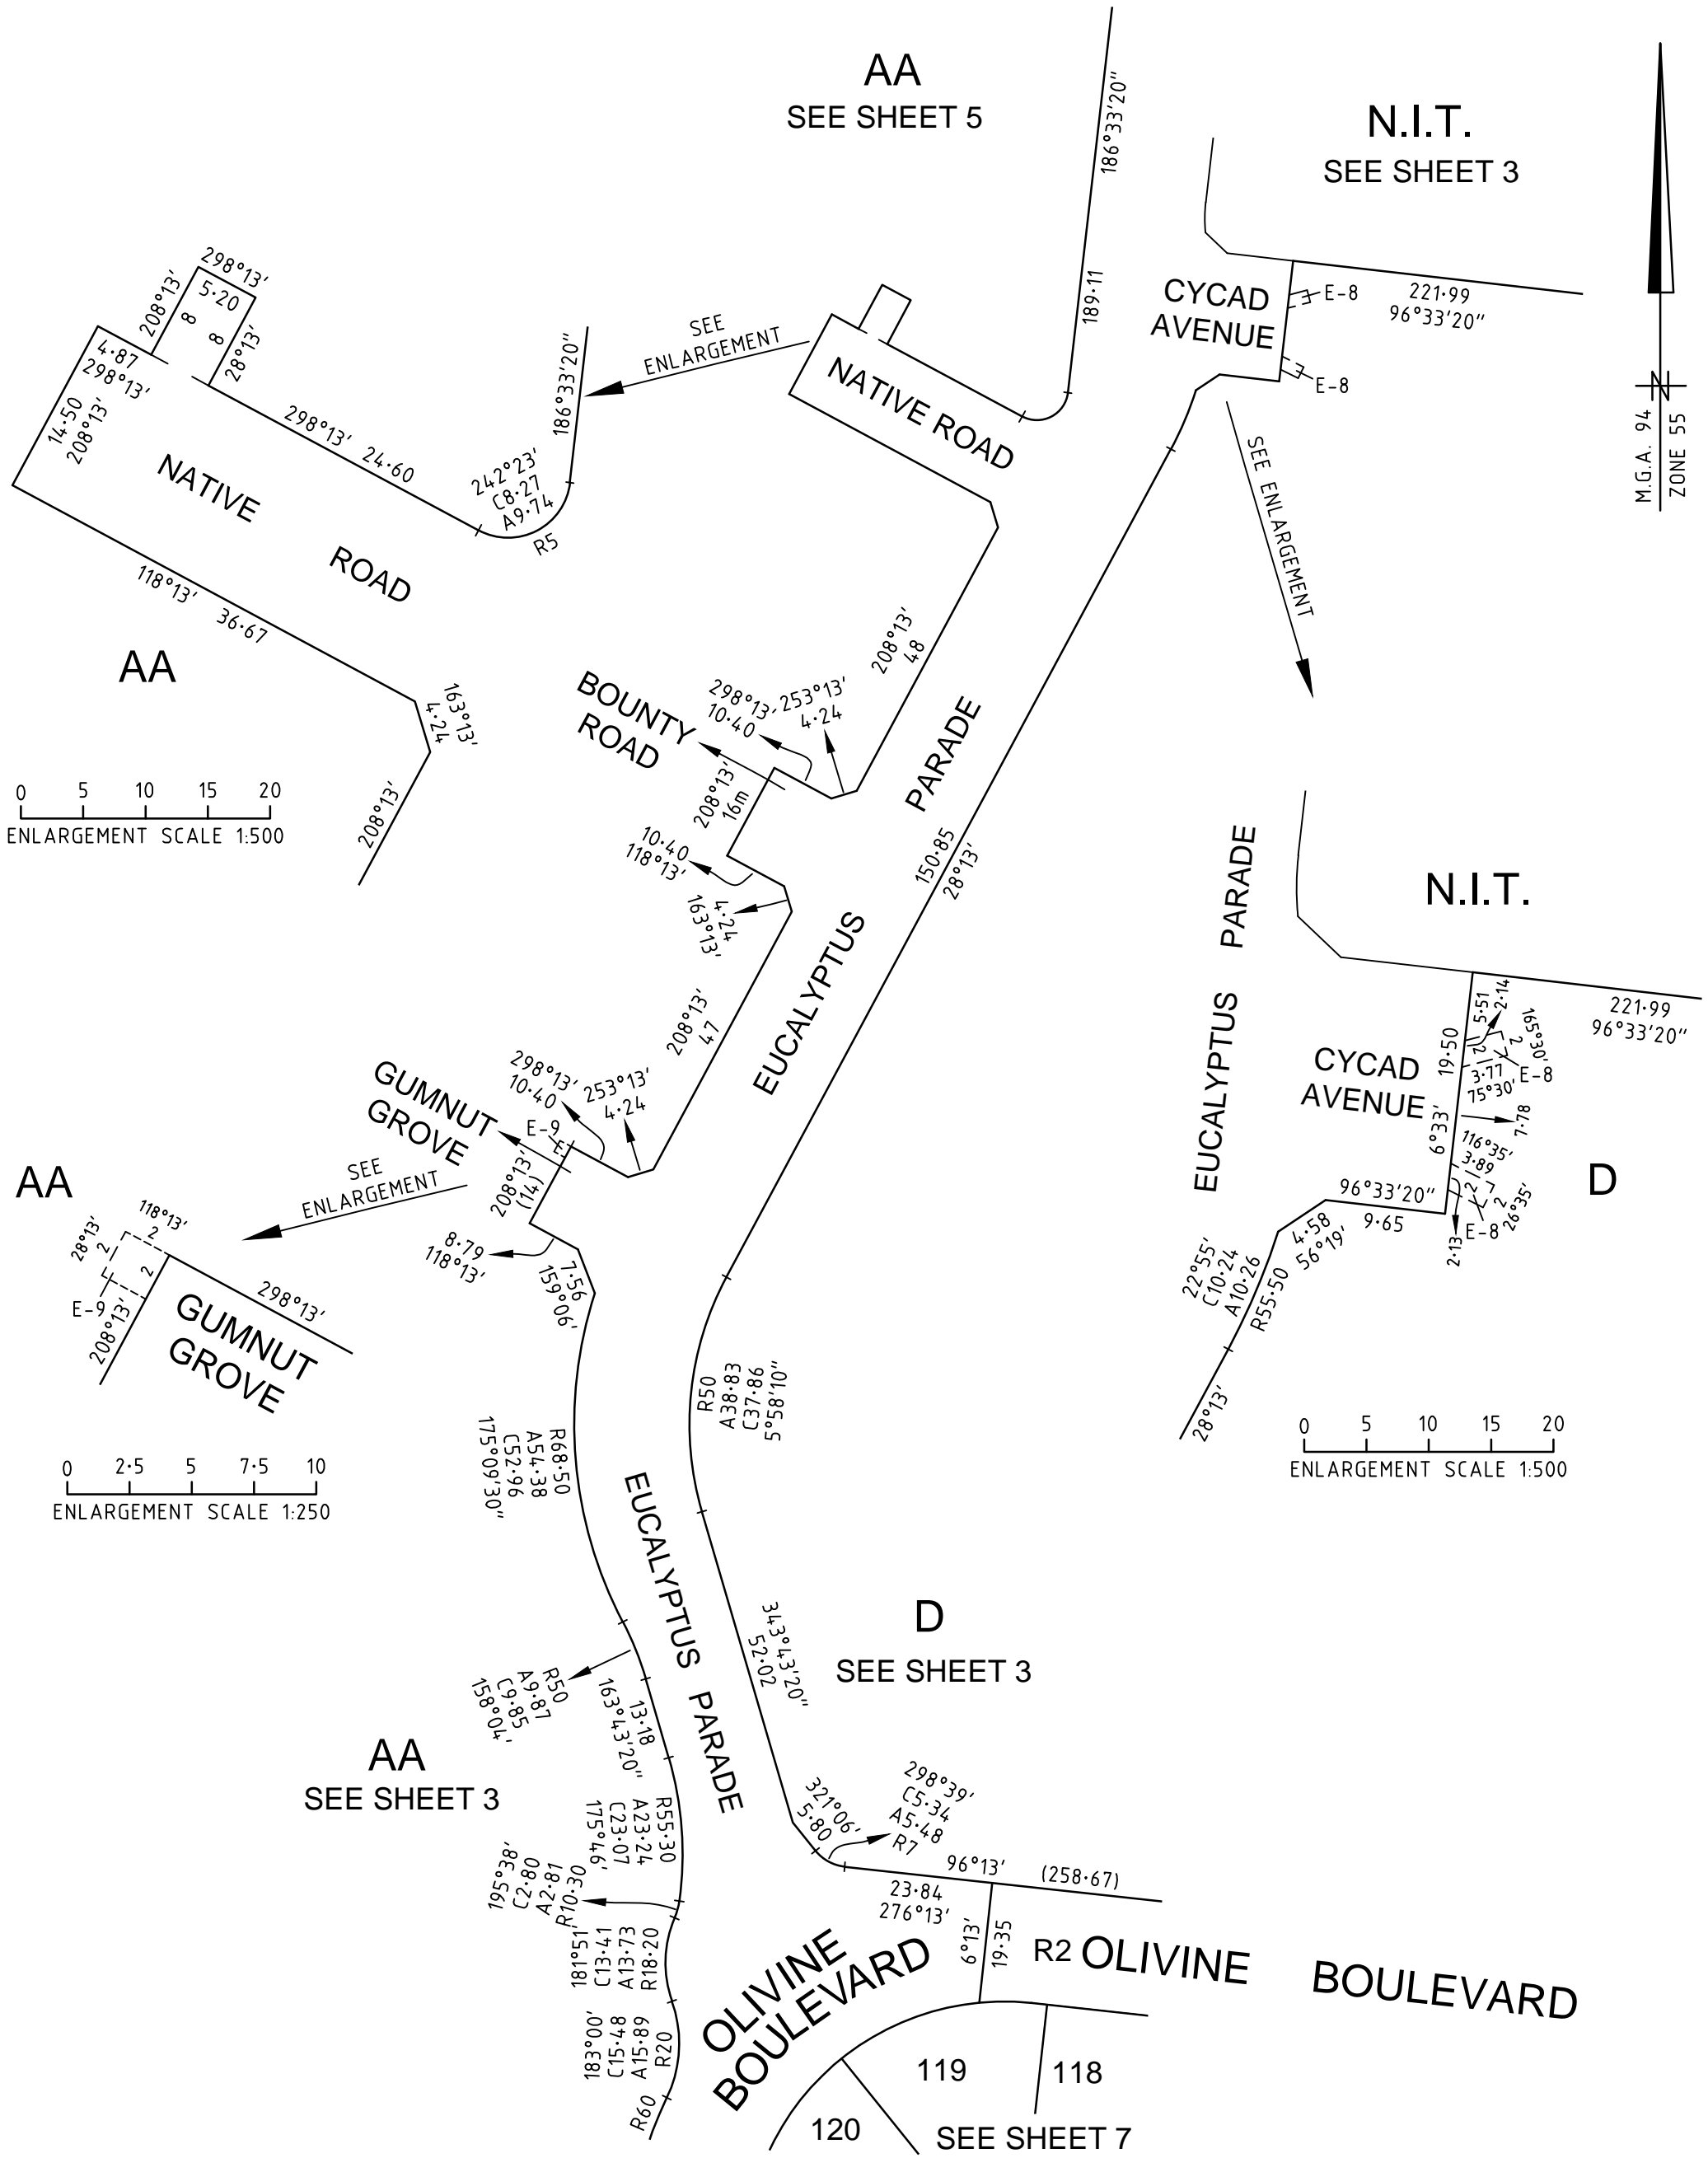 AA
SEE SHEET 5
186°33'20"
189·11
N.I.T.
SEE SHEET 3
CYCAD
AVENUE
E-8
E-8
221·99
96°33'20"
M.G.A. 94
ZONE 55
N
298°13'
5·20
208°13'
8
8
28°13'
4·87
298°13'
14·50
208°13'
298°13' 24·60
NATIVE
ROAD
118°13' 36·67
242°23'
C8·27
A9·74
R5
186°33'20"
SEE
ENLARGEMENT
NATIVE ROAD
SEE ENLARGEMENT
AA
163°13'
4·24
208°13'
0 5 10 15 20
ENLARGEMENT SCALE 1:500
208°13'
48
BOUNTY
ROAD
298°13'
10·40
253°13'
4·24
208°13'
16m
10·40
118°13'
4·24
163°13'
PARADE
EUCALYPTUS
150·85
28°13'
208°13'
47
GUMNUT
GROVE
298°13'
10·40
253°13'
4·24
E-9
208°13'
(14)
8·79
118°13'
7·56
159°06'
AA
SEE
ENLARGEMENT
118°13'
2
28°13'
2
2
E-9
208°13'
298°13'
GUMNUT
GROVE
0 2·5 5 7·5 10
ENLARGEMENT SCALE 1:250
EUCALYPTUS PARADE
N.I.T.
221·99
96°33'20"
CYCAD
AVENUE
19·50
6°33'
5·51
2·14
165°30'
2
2
3·77
75°30'
E-8
7·78
116°35'
3·89
2
2
26°35'
E-8
2·13
D
96°33'20"
9·65
4·58
56°19'
22°55'
C10·24
A10·26
R55·50
28°13'
0 5 10 15 20
ENLARGEMENT SCALE 1:500
R68·50
A54·38
C52·96
175°09'30"
R50
A38·83
C37·86
5°58'10"
EUCALYPTUS PARADE
R50
A9·87
C9·85
158°04'
13·18
163°43'20"
343°43'20"
52·02
D
SEE SHEET 3
AA
SEE SHEET 3
R55·30
A23·24
C23·07
175°46'
195°38'
C2·80
A2·81
R10·30
181°51'
C13·41
A13·73
R18·20
183°00'
C15·48
A15·89
R20
R60
321°06'
5·80
298°39'
C5·34
A5·48
R7
96°13' (258·67)
23·84
276°13'
6°13'
19·35
OLIVINE
BOULEVARD
R2 OLIVINE BOULEVARD
119
118
120
SEE SHEET 7